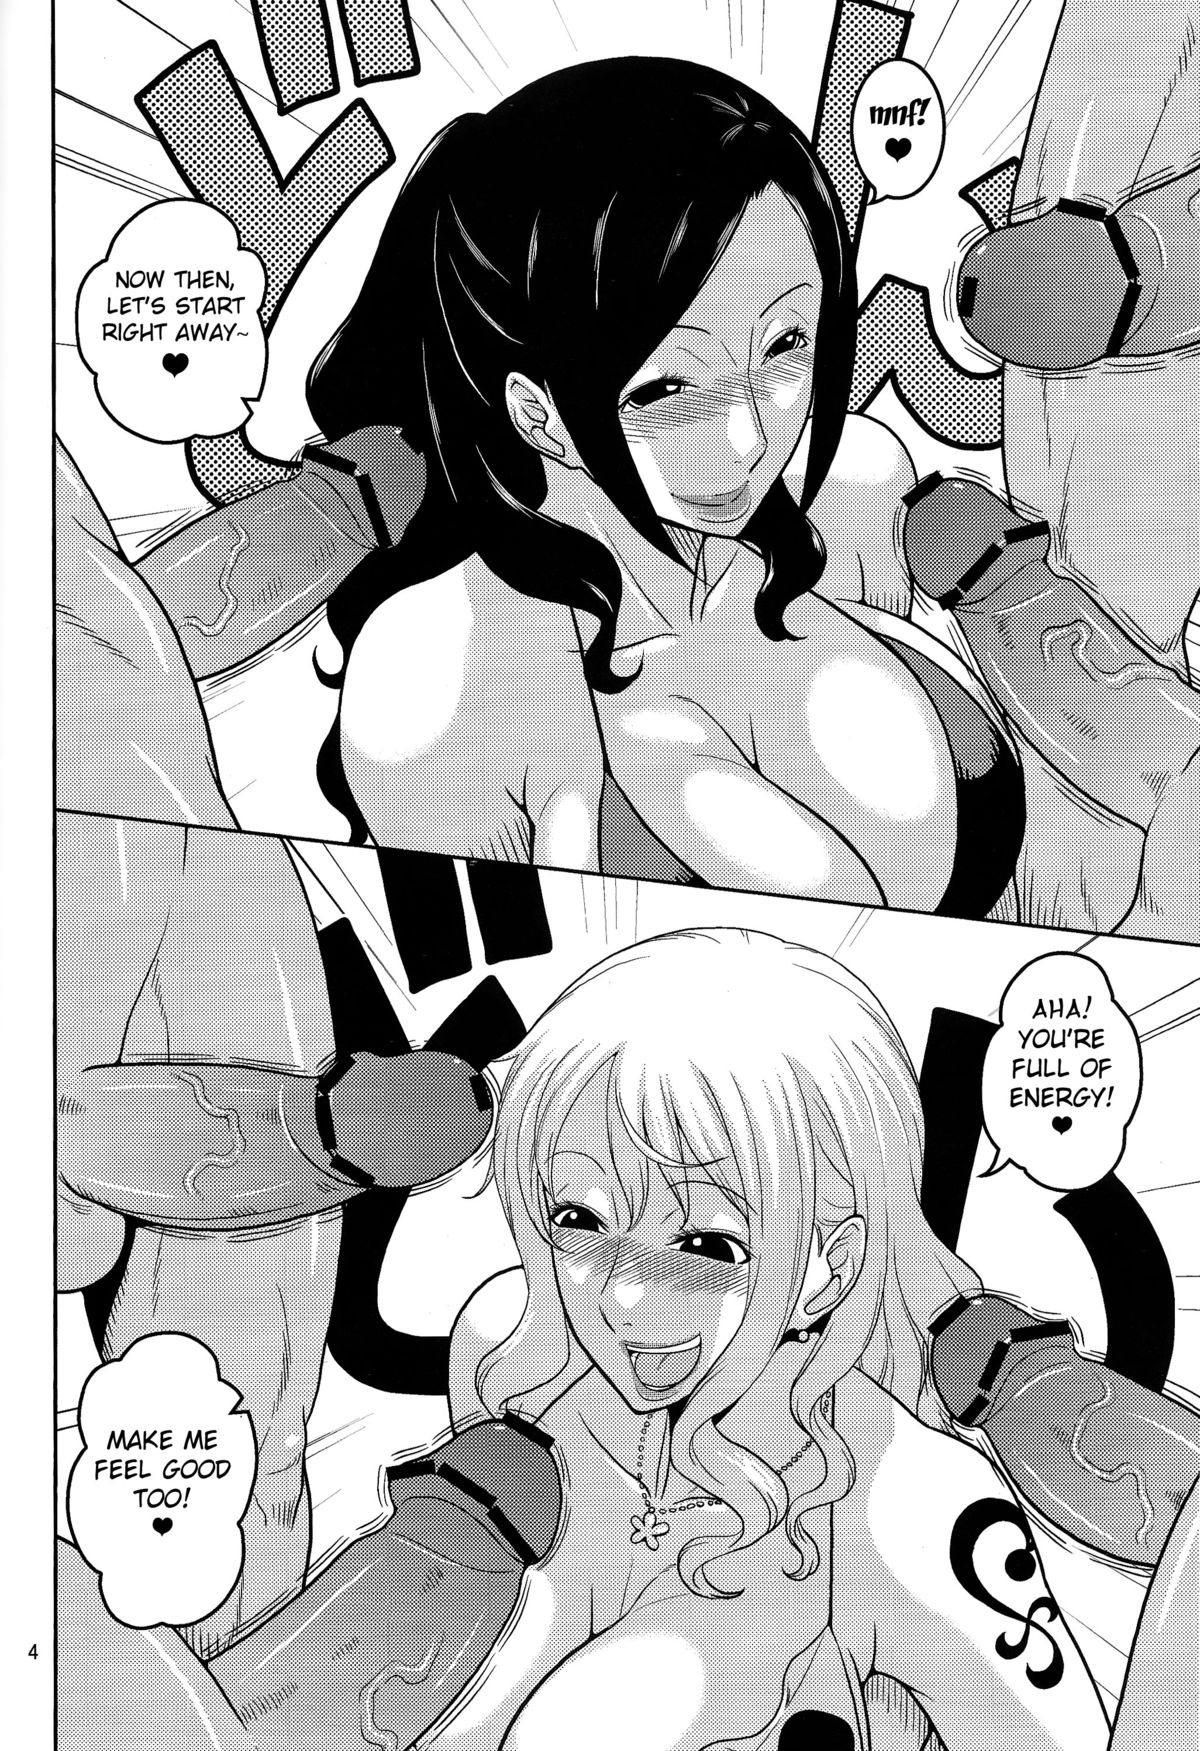 mnf!
NOW THEN,
LET'S START
RIGHT AWAY~
AHA!
YOU'RE
FULL OF
ENERGY!
MAKE ME
FEEL GOOD
TOO!
4